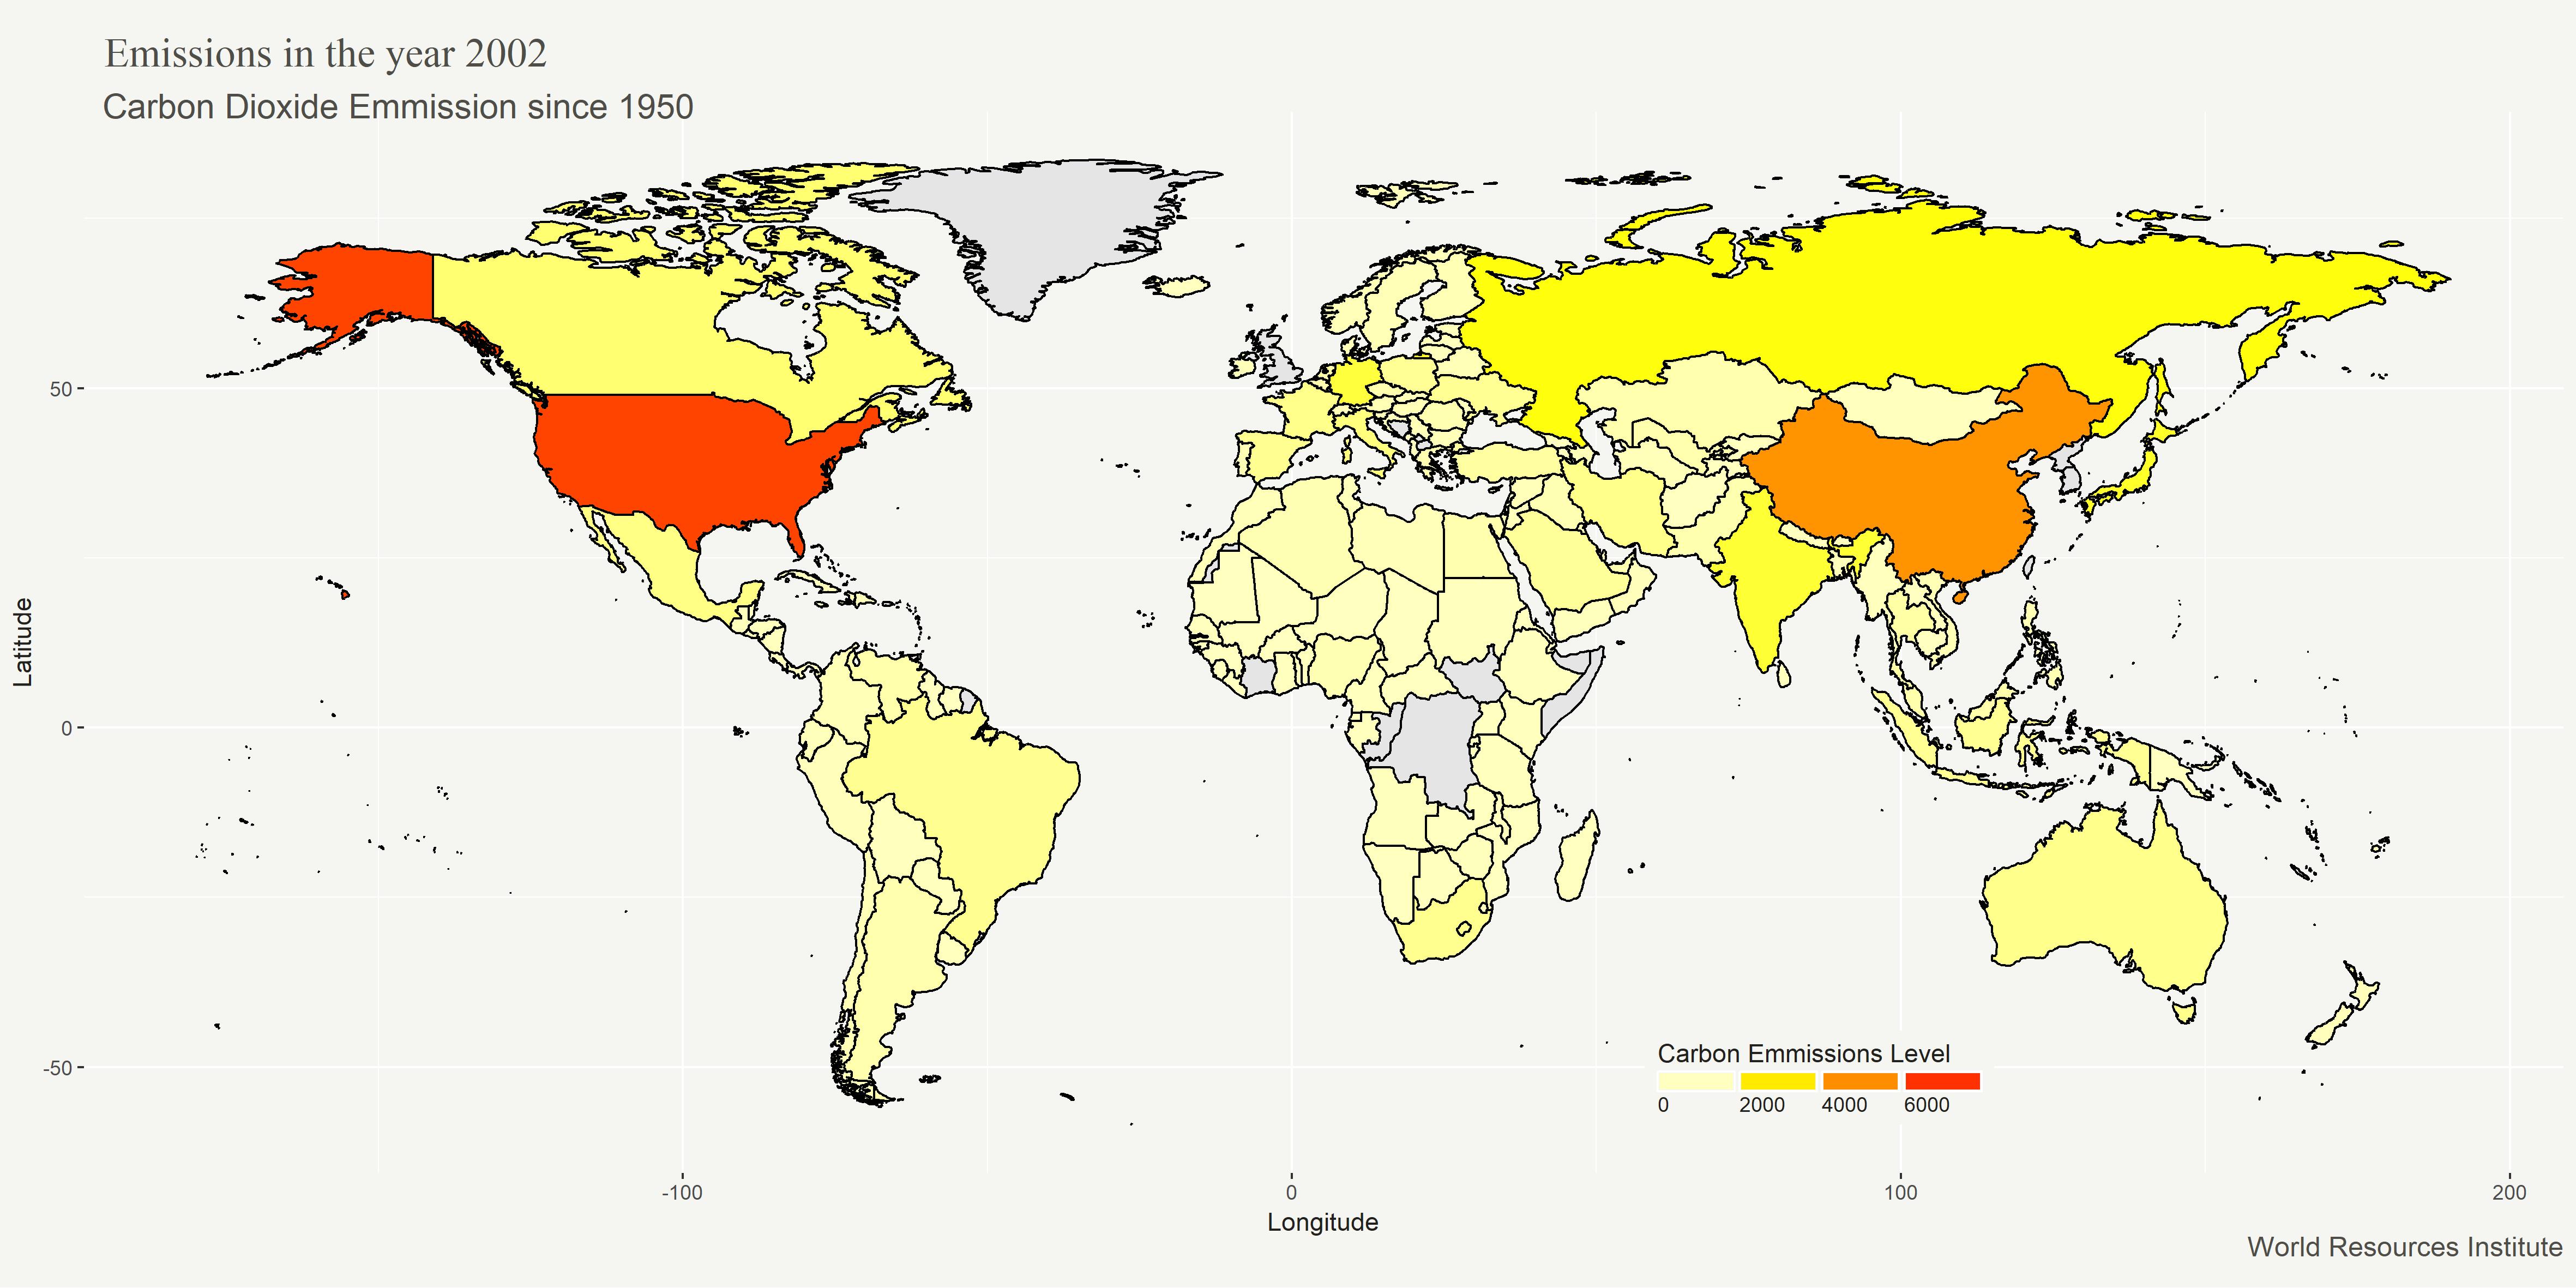 Emissions in the year 2002
Carbon Dioxide Emmission since 1950
Latitude
50
0
-50
Carbon Emmissions Level
0 2000 4000 6000
-100 0 100 200
Longitude
World Resources Institute